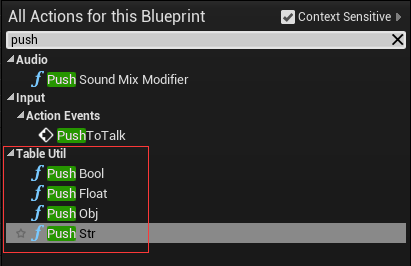 All Actions for this Blueprint
Context Sensitive
push
Audio
Push Sound Mix Modifier
Input
Action Events
PushToTalk
Table Util
Push Bool
Push Float
Push Obj
Push Str